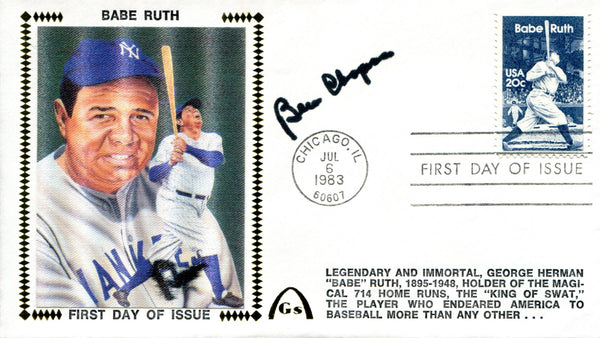 BABE RUTH
NY
YANKEES
FIRST DAY OF ISSUE
Ben Chapman
CHICAGO, IL
JUL
6
1983
60607
Babe Ruth
USA
20c
FIRST DAY OF ISSUE
Gs
LEGENDARY AND IMMORTAL, GEORGE HERMAN
"BABE" RUTH, 1895-1948, HOLDER OF THE MAGI-
CAL 714 HOME RUNS, THE "KING OF SWAT,"
THE PLAYER WHO ENDEARED AMERICA TO
BASEBALL MORE THAN ANY OTHER . . .